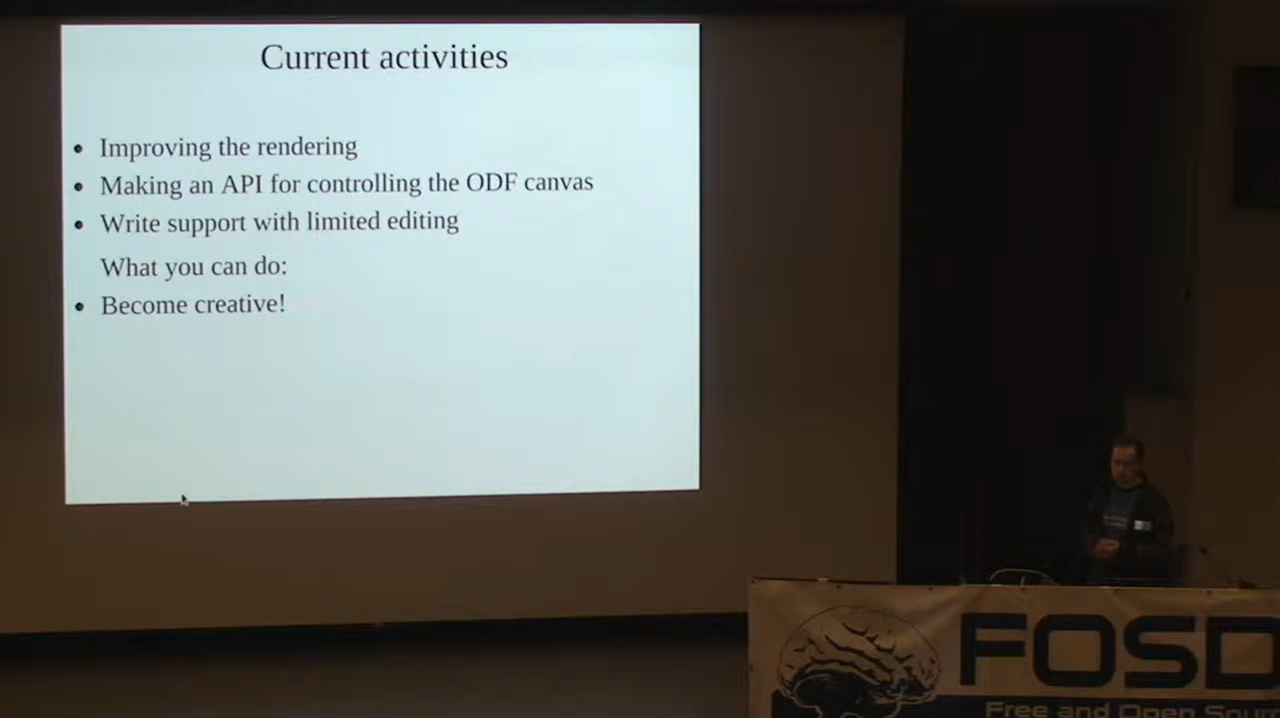 Current activities
Improving the rendering
Making an API for controlling the ODF canvas
Write support with limited editing
What you can do:
Become creative!
FOSD
Free and Open Sour